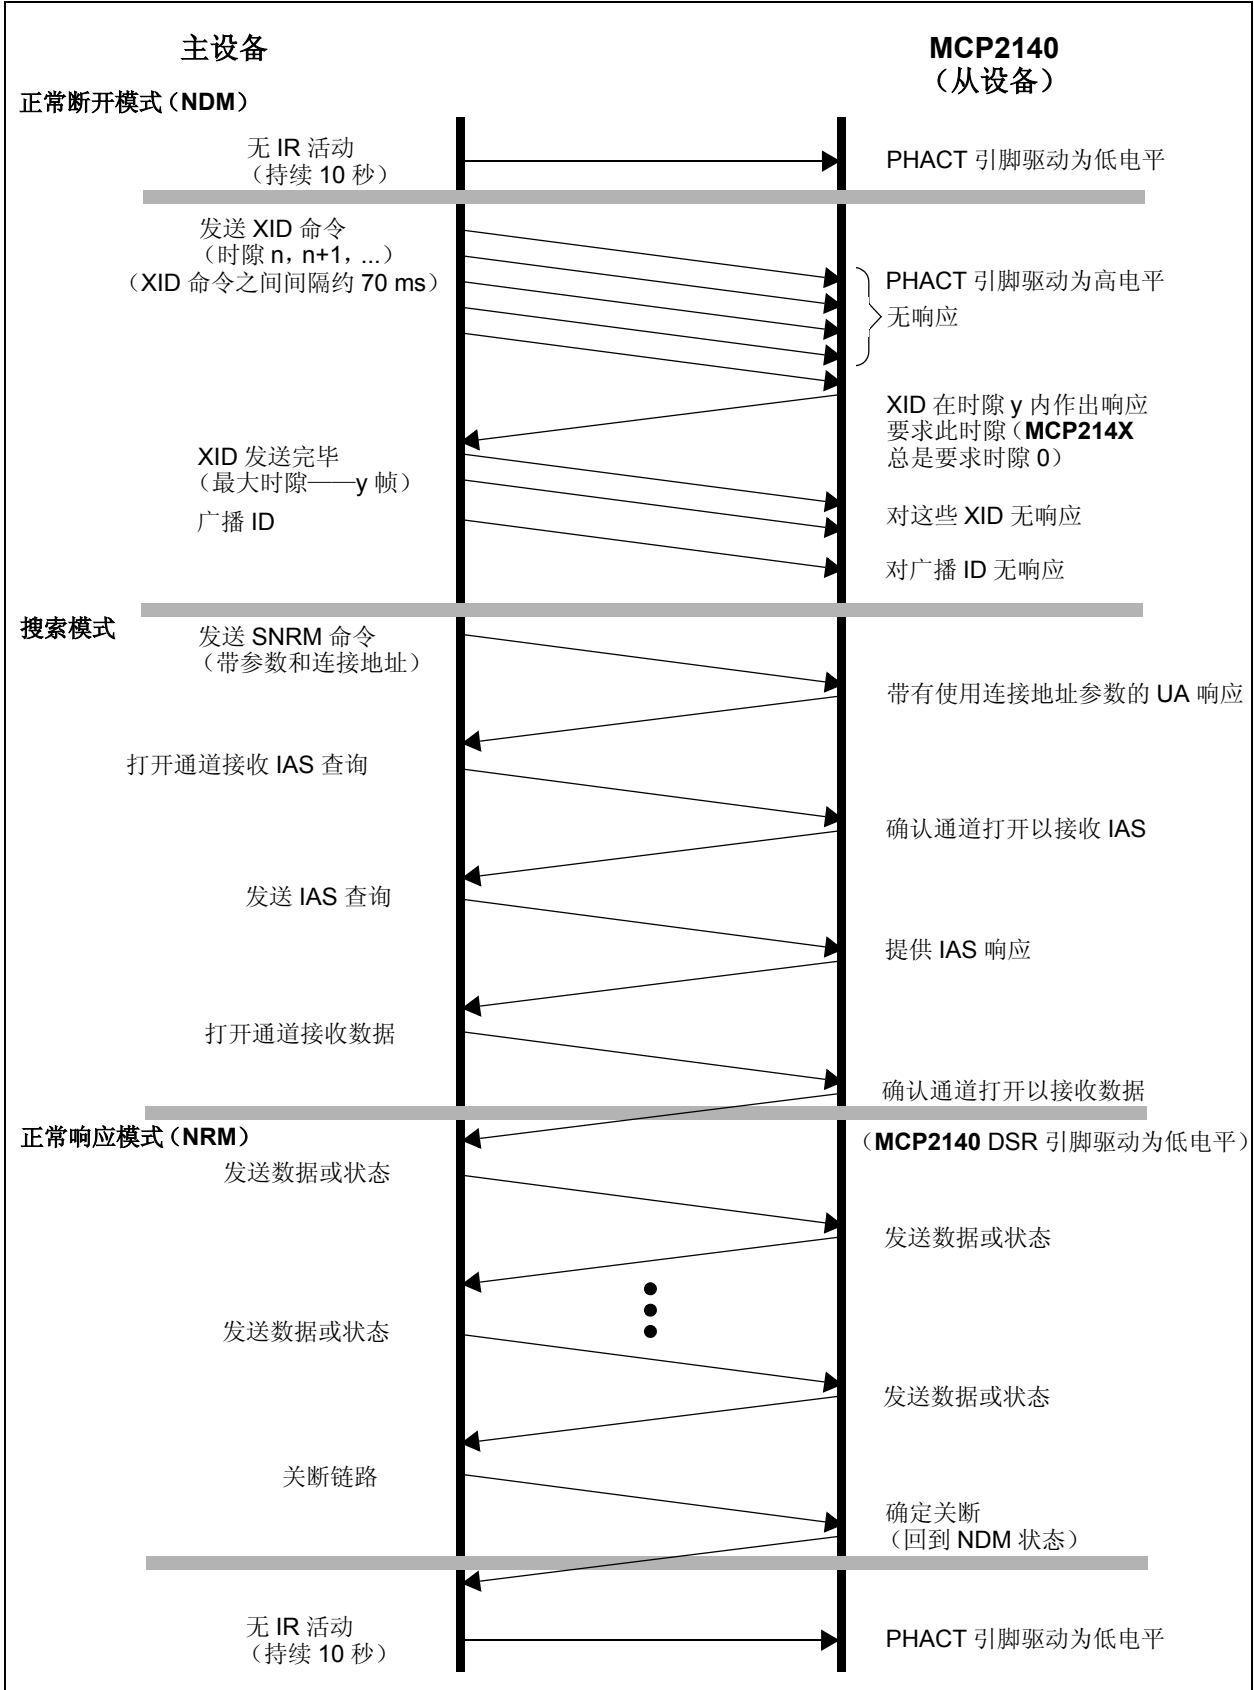 主设备
MCP2140
（从设备）
正常断开模式（NDM）
无 IR 活动
（持续 10 秒）
PHACT 引脚驱动为低电平
发送 XID 命令
（时隙 n，n+1，...）
（XID 命令之间间隔约 70 ms）
PHACT 引脚驱动为高电平
无响应
XID 在时隙 y 内作出响应
要求此时隙（MCP214X
总是要求时隙 0）
XID 发送完毕
（最大时隙——y 帧）
广播 ID
对这些 XID 无响应
对广播 ID 无响应
搜索模式
发送 SNRM 命令
（带参数和连接地址）
带有使用连接地址参数的 UA 响应
打开通道接收 IAS 查询
确认通道打开以接收 IAS
发送 IAS 查询
提供 IAS 响应
打开通道接收数据
确认通道打开以接收数据
正常响应模式（NRM）
（MCP2140 DSR 引脚驱动为低电平）
发送数据或状态
发送数据或状态
发送数据或状态
发送数据或状态
关断链路
确定关断
（回到 NDM 状态）
无 IR 活动
（持续 10 秒）
PHACT 引脚驱动为低电平